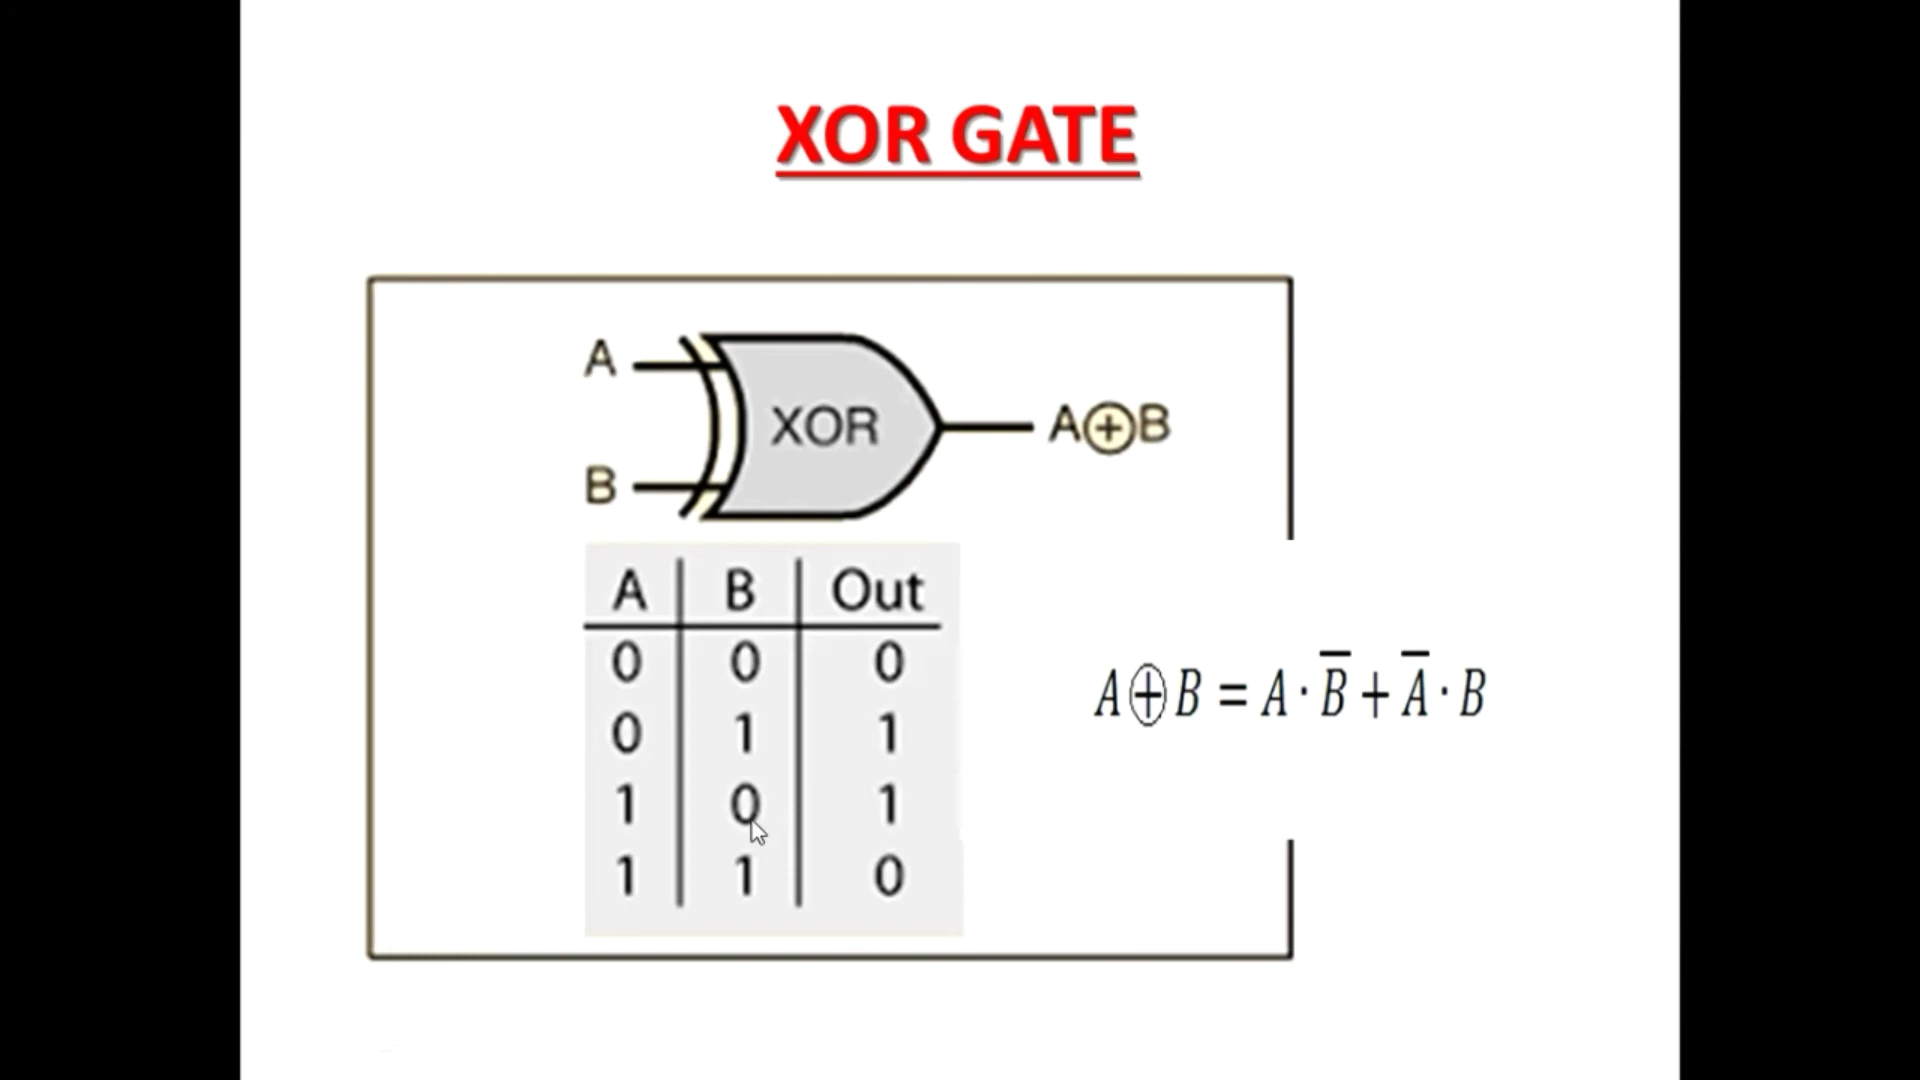 XOR GATE
A
XOR
A⊕B
B
A B Out
0 0 0
0 1 1
1 0 1
1 1 0
A⊕B = A · B̅ + A̅ · B